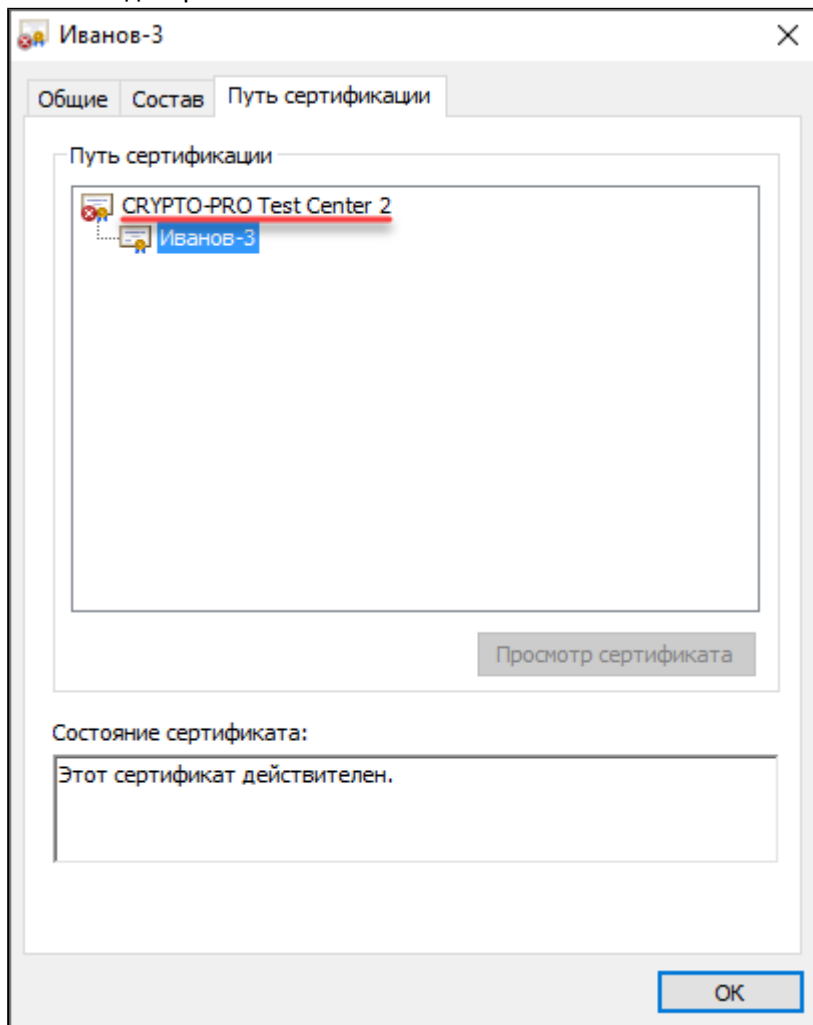 Иванов-3
Общие Состав Путь сертификации
Путь сертификации
CRYPTO-PRO Test Center 2
Иванов-3
Просмотр сертификата
Состояние сертификата:
Этот сертификат действителен.
ОК